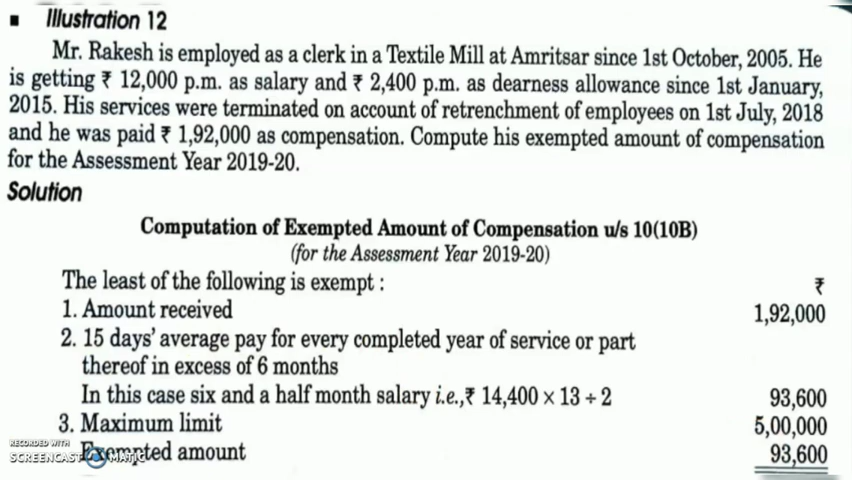 ▪ Illustration 12
Mr. Rakesh is employed as a clerk in a Textile Mill at Amritsar since 1st October, 2005. He
is getting ₹ 12,000 p.m. as salary and ₹ 2,400 p.m. as dearness allowance since 1st January,
2015. His services were terminated on account of retrenchment of employees on 1st July, 2018
and he was paid ₹ 1,92,000 as compensation. Compute his exempted amount of compensation
for the Assessment Year 2019-20.
Solution
Computation of Exempted Amount of Compensation u/s 10(10B)
(for the Assessment Year 2019-20)
The least of the following is exempt : ₹
1. Amount received 1,92,000
2. 15 days' average pay for every completed year of service or part
thereof in excess of 6 months
In this case six and a half month salary i.e.,₹ 14,400 × 13 ÷ 2 93,600
3. Maximum limit 5,00,000
Exempted amount 93,600
RECORDED WITH
SCREENCAST MATIC